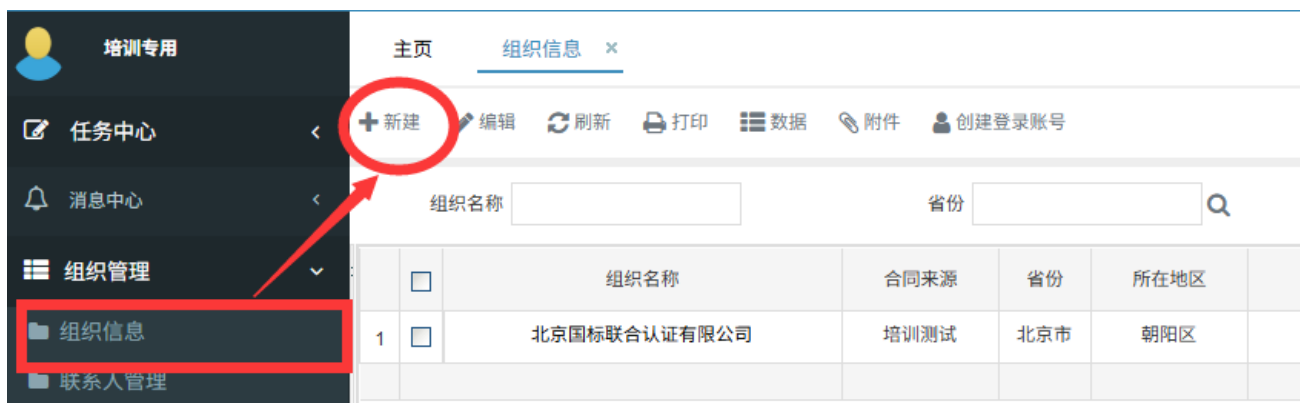 培训专用
主页 组织信息 ×
任务中心
新建 编辑 刷新 打印 数据 附件 创建登录账号
消息中心
组织名称 省份
组织管理
组织名称 合同来源 省份 所在地区
组织信息
1 北京国标联合认证有限公司 培训测试 北京市 朝阳区
联系人管理